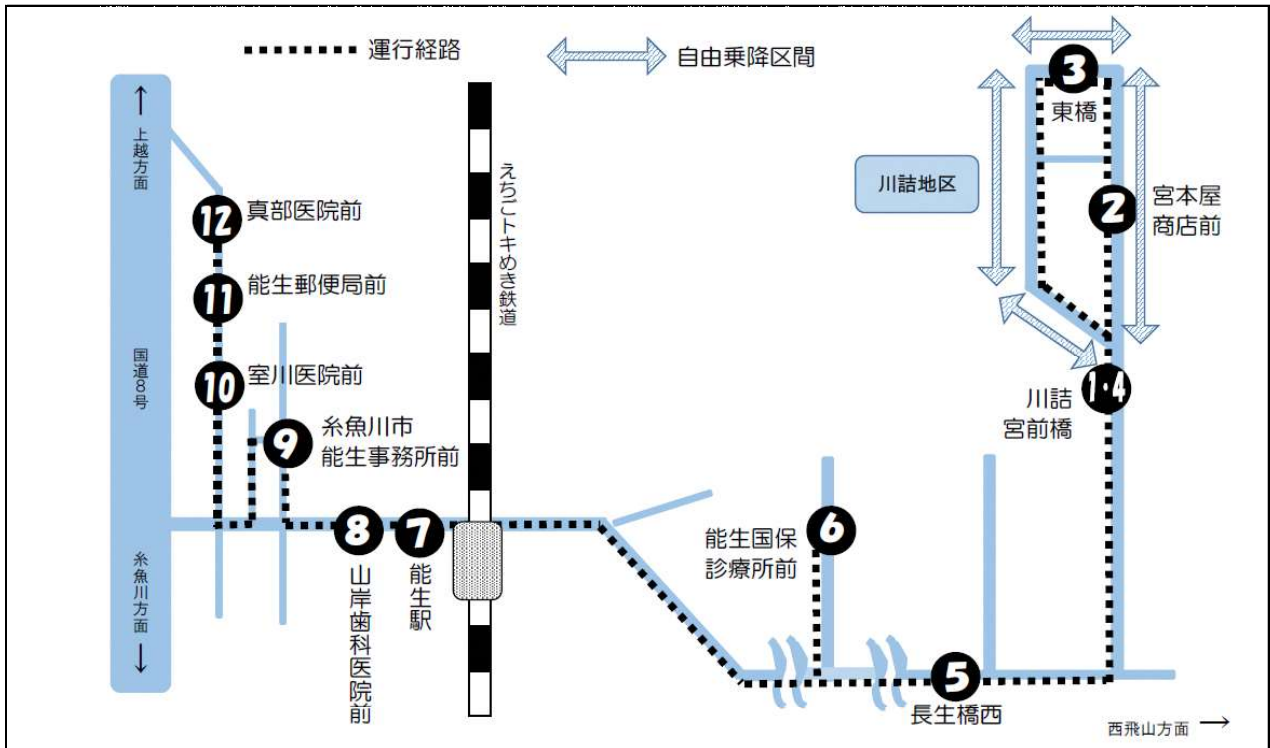 運行経路
自由乗降区間
↑
上越方面
国道8号
糸魚川方面
↓
12
真部医院前
11
能生郵便局前
10
室川医院前
9
糸魚川市
能生事務所前
8
山岸歯科医院前
7
能生駅
えちごトキめき鉄道
川詰地区
3
東橋
2
宮本屋
商店前
1・4
川詰
宮前橋
6
能生国保
診療所前
5
長生橋西
西飛山方面 →